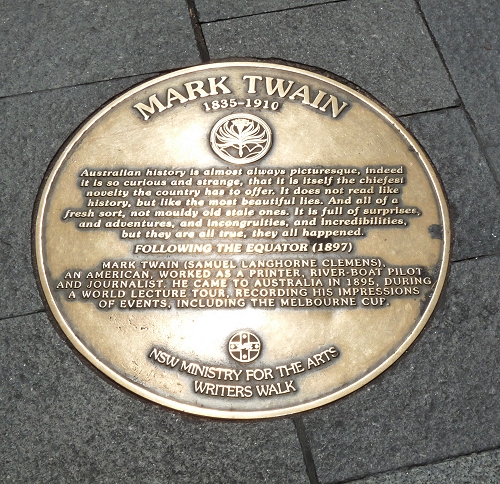 MARK TWAIN
1835-1910
Australian history is almost always picturesque, indeed
it is so curious and strange, that it is itself the chiefest
novelty the country has to offer. It does not read like
history, but like the most beautiful lies. And all of a
fresh sort, not mouldy old stale ones. It is full of surprises,
and adventures, and incongruities, and incredibilities,
but they are all true, they all happened.
FOLLOWING THE EQUATOR (1897)
MARK TWAIN (SAMUEL LANGHORNE CLEMENS),
AN AMERICAN, WORKED AS A PRINTER, RIVER-BOAT PILOT
AND JOURNALIST. HE CAME TO AUSTRALIA IN 1895, DURING
A WORLD LECTURE TOUR, RECORDING HIS IMPRESSIONS
OF EVENTS, INCLUDING THE MELBOURNE CUP.
NSW MINISTRY FOR THE ARTS
WRITERS WALK